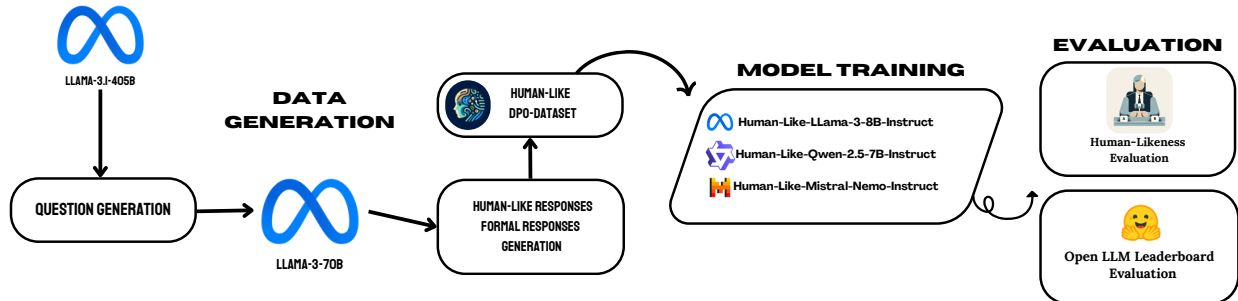 LLAMA-3.1-405B
QUESTION GENERATION
DATA
GENERATION
LLAMA-3-70B
HUMAN-LIKE RESPONSES
FORMAL RESPONSES
GENERATION
HUMAN-LIKE
DPO-DATASET
MODEL TRAINING
Human-Like-LLama-3-8B-Instruct
Human-Like-Qwen-2.5-7B-Instruct
Human-Like-Mistral-Nemo-Instruct
EVALUATION
Human-Likeness
Evaluation
Open LLM Leaderboard
Evaluation